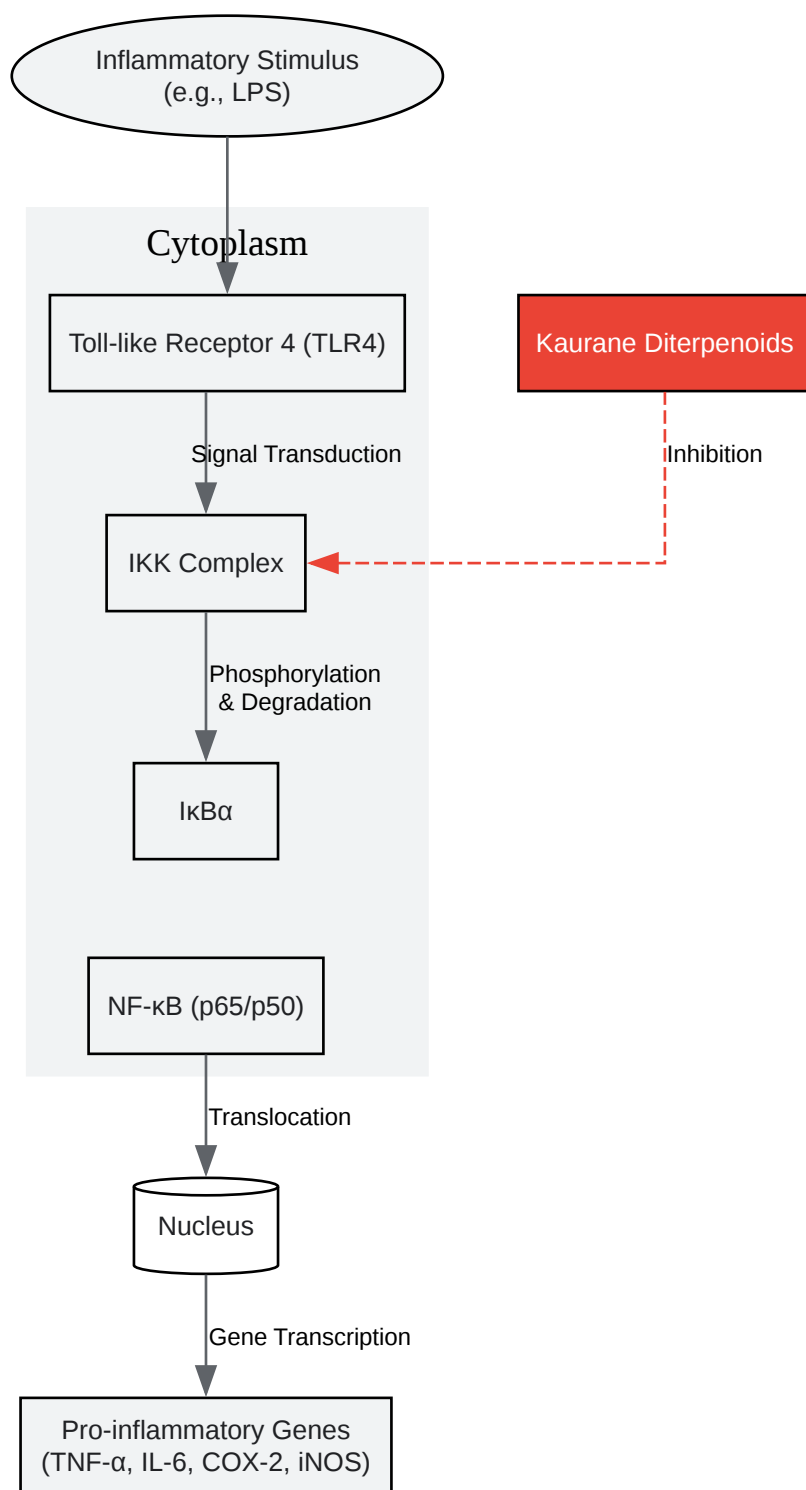 Inflammatory Stimulus
(e.g., LPS)
Cytoplasm
Toll-like Receptor 4 (TLR4)
Kaurane Diterpenoids
Signal Transduction
Inhibition
IKK Complex
Phosphorylation
& Degradation
IκBα
NF-κB (p65/p50)
Translocation
Nucleus
Gene Transcription
Pro-inflammatory Genes
(TNF-α, IL-6, COX-2, iNOS)